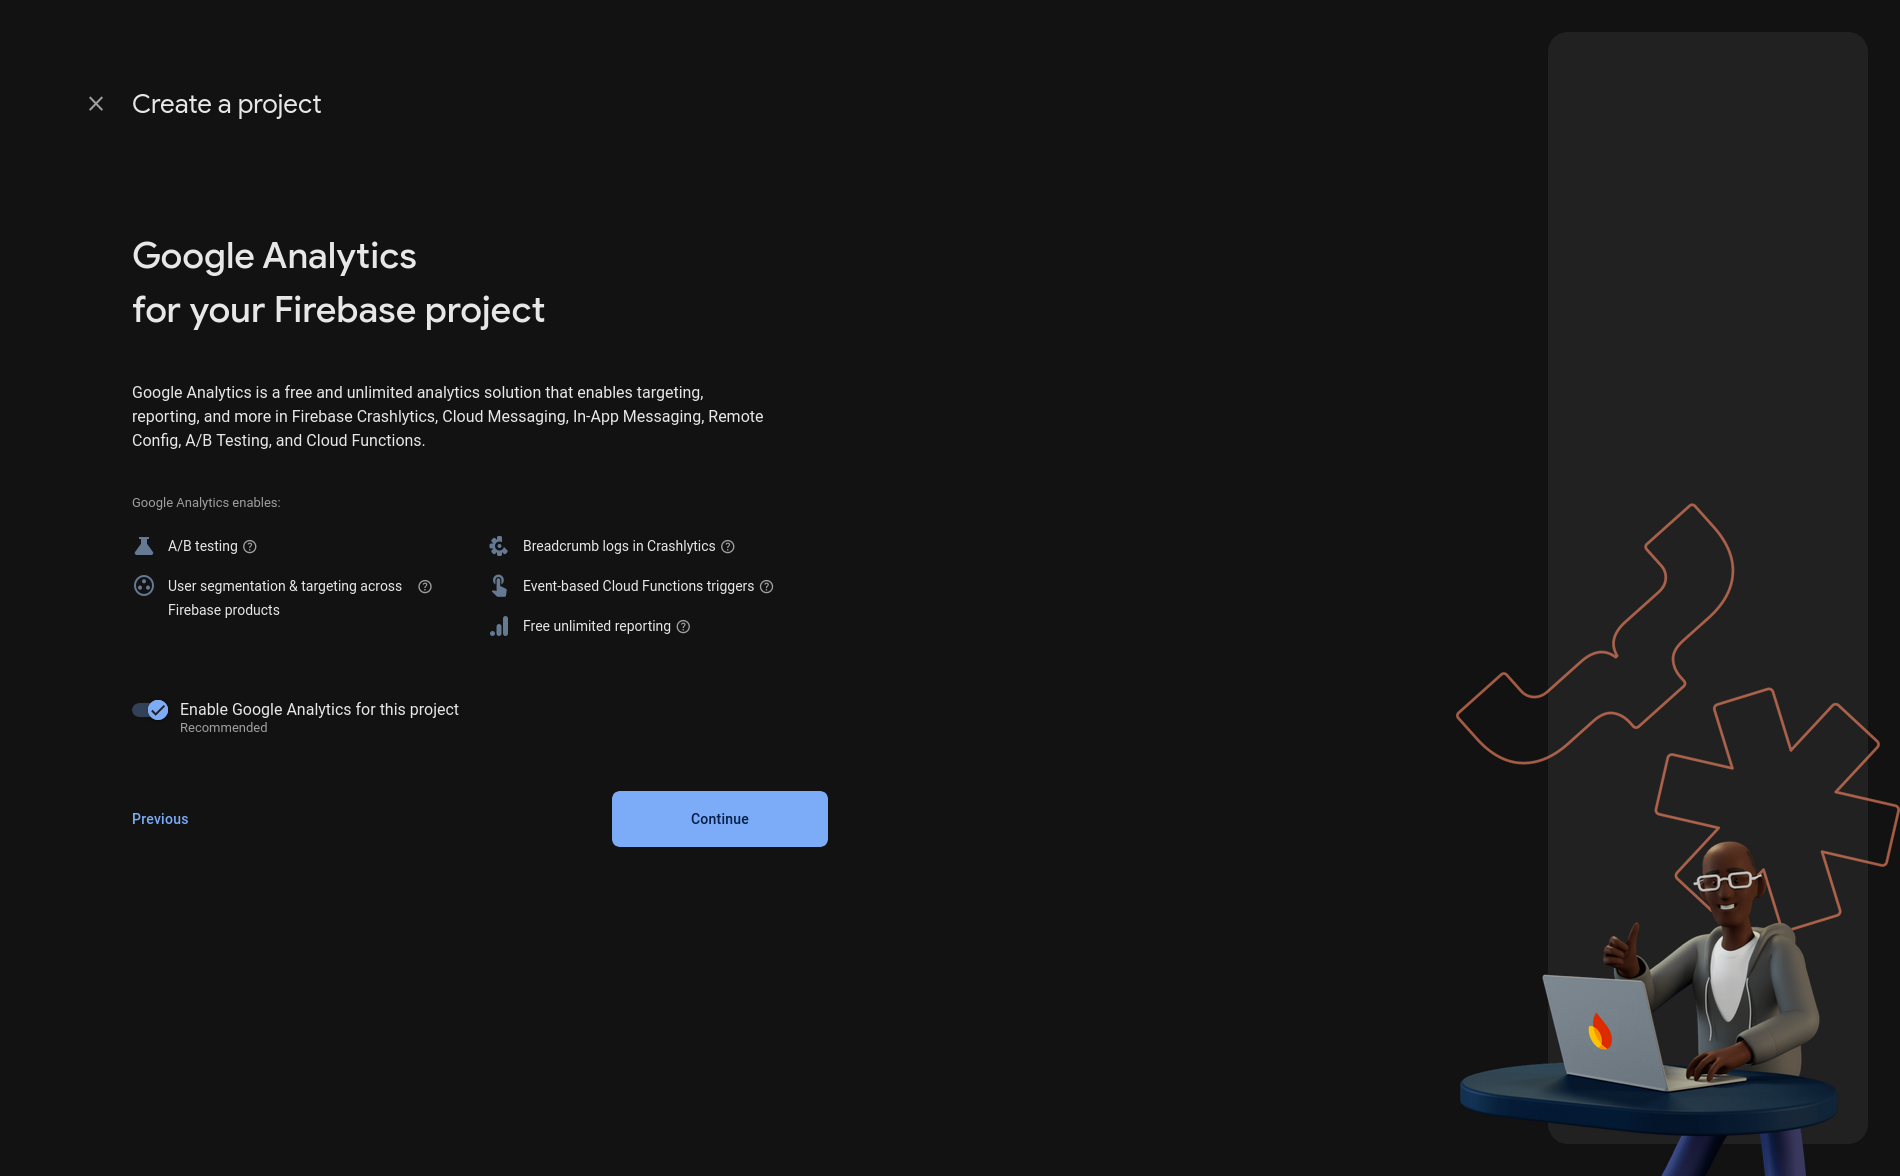 Create a project
Google Analytics
for your Firebase project
Google Analytics is a free and unlimited analytics solution that enables targeting,
reporting, and more in Firebase Crashlytics, Cloud Messaging, In-App Messaging, Remote
Config, A/B Testing, and Cloud Functions.
Google Analytics enables:
A/B testing
User segmentation & targeting across
Firebase products
Breadcrumb logs in Crashlytics
Event-based Cloud Functions triggers
Free unlimited reporting
Enable Google Analytics for this project
Recommended
Previous
Continue